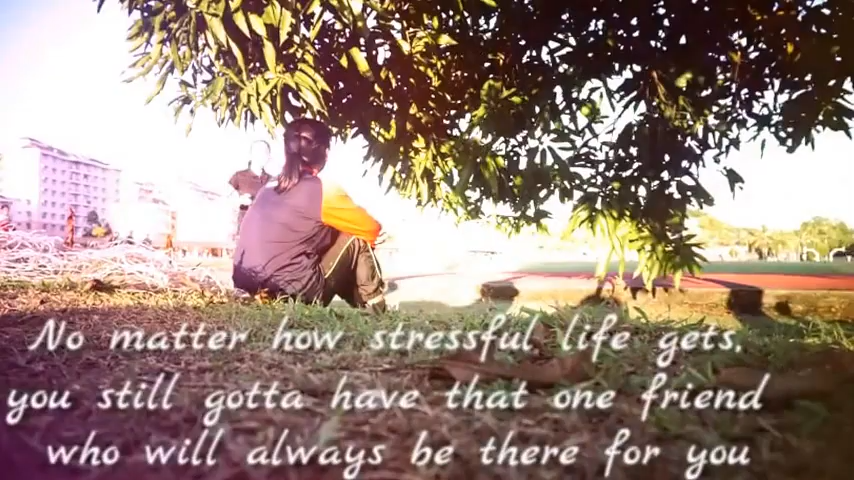 No matter how stressful life gets,
you still gotta have that one friend
who will always be there for you